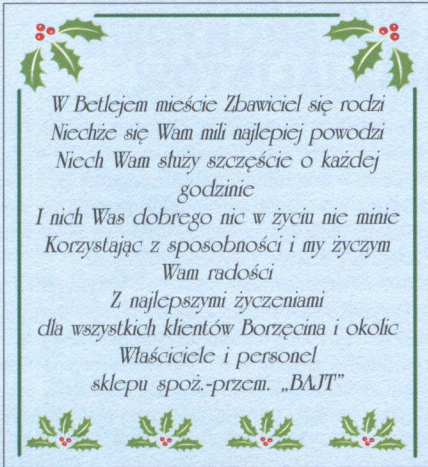 W Betlejem mieście Zbawiciel się rodzi
Niechże się Wam mili najlepiej powodzi
Niech Wam służy szczęście o każdej
godzinie
I nich Was dobrego nic w życiu nie minie
Korzystając z sposobności i my życzym
Wam radości
Z najlepszymi życzeniami
dla wszystkich klientów Borzęcina i okolic
Właściciele i personel
sklepu spoż.-przem. „BAJT”